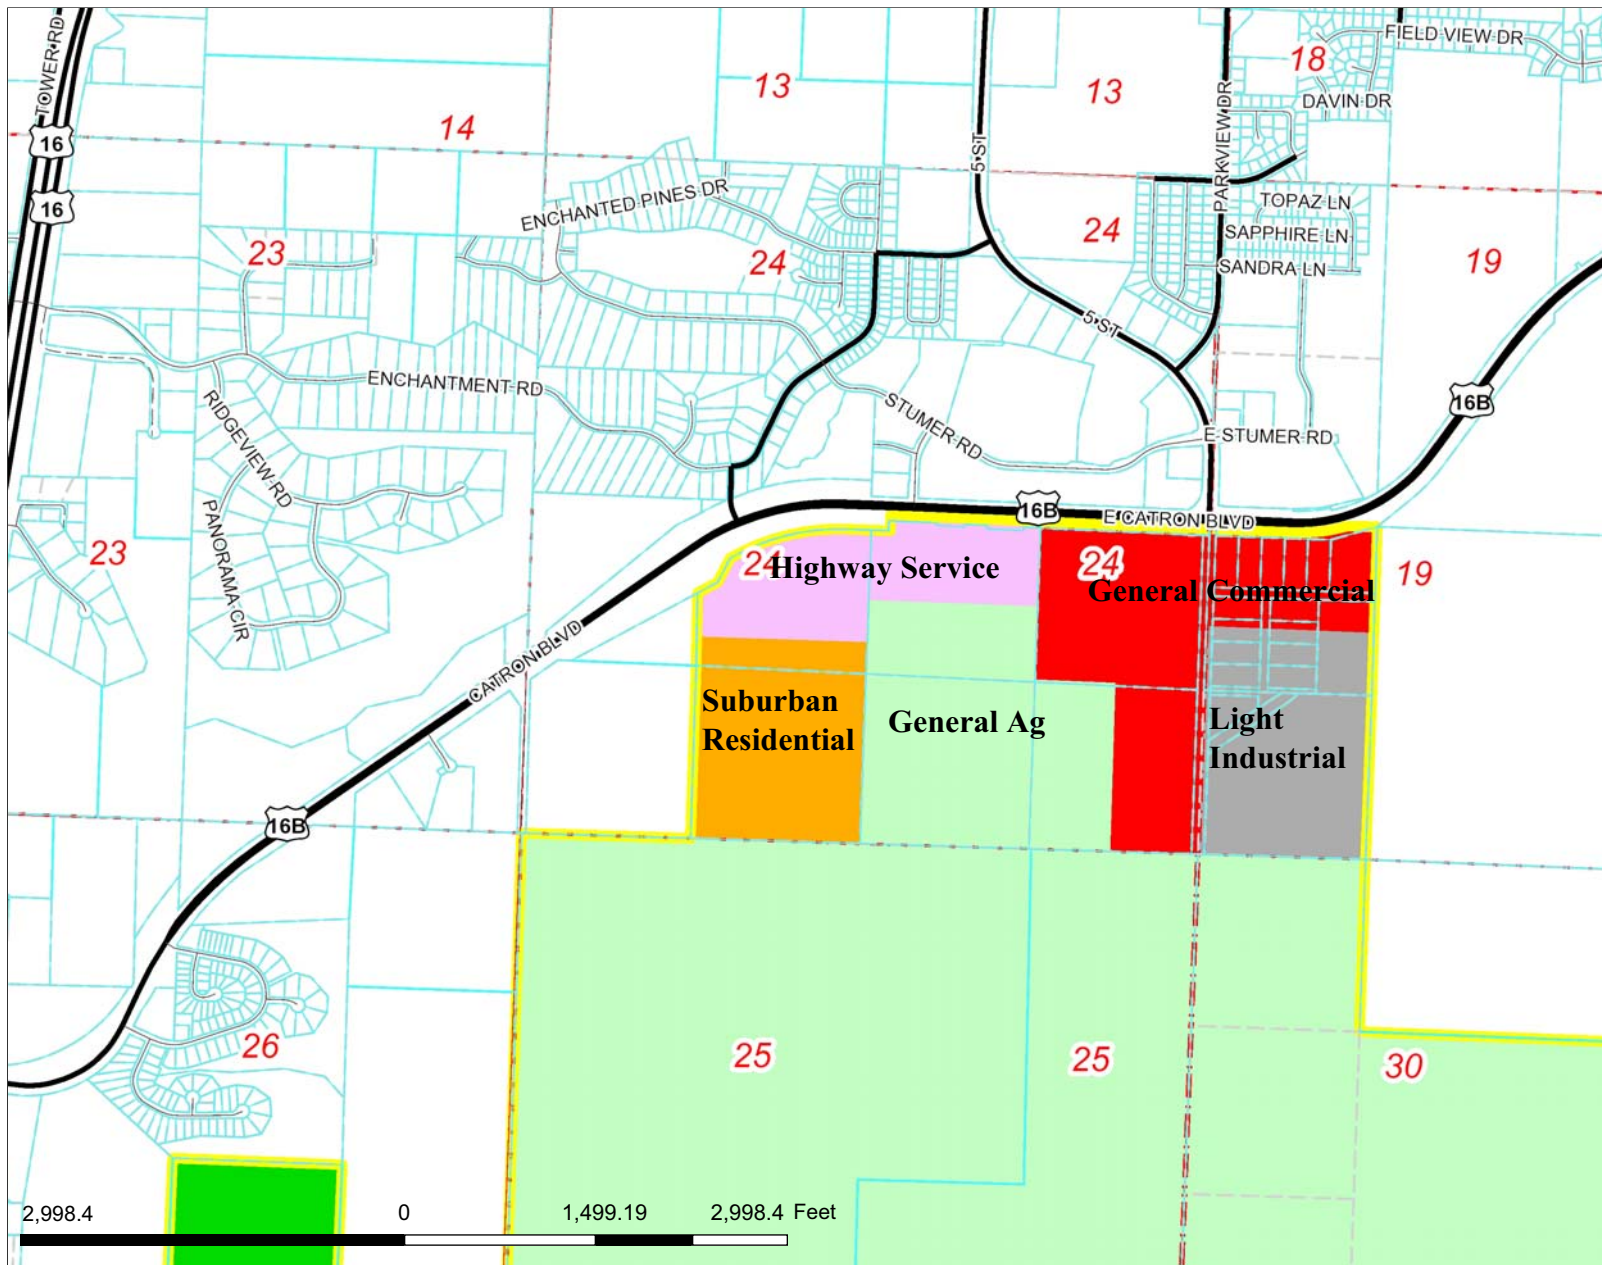 TOWER RD
16
16
14
13
13
18
FIELD VIEW DR
DAVIN DR
5 ST
PARKVIEW DR
ENCHANTED PINES DR
TOPAZ LN
SAPPHIRE LN
SANDRA LN
23
24
24
19
5 ST
ENCHANTMENT RD
RIDGEVIEW RD
STUMER RD
E STUMER RD
16B
PANORAMA CIR
16B
E CATRON BLVD
23
24
Highway Service
24
General Commercial
19
CATRON BLVD
Suburban
Residential
General Ag
Light
Industrial
16B
26
25
25
30
2,998.4
0
1,499.19
2,998.4 Feet